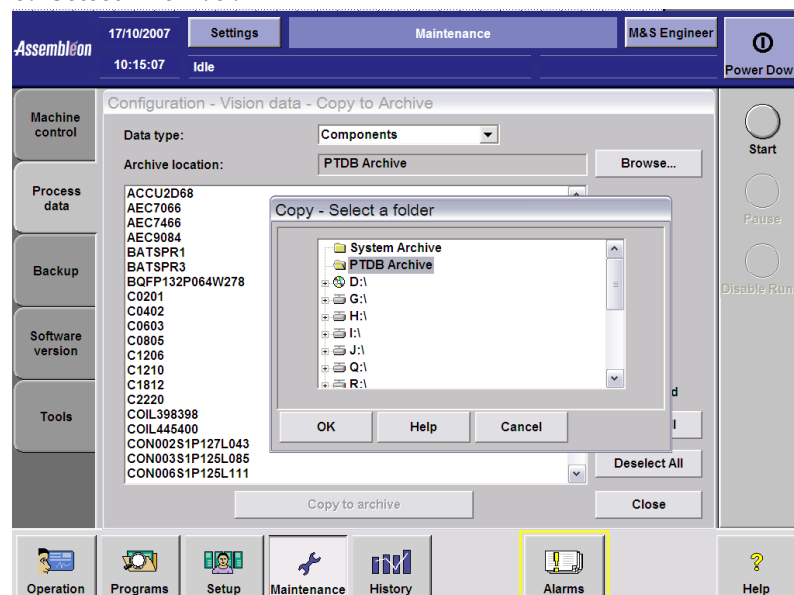 Assembléon
17/10/2007
Settings
Maintenance
M&S Engineer
10:15:07
Idle
Power Dow
Machine
control
Process
data
Backup
Software
version
Tools
Configuration - Vision data - Copy to Archive
Data type:
Components
Archive location:
PTDB Archive
Browse...
ACCU2D68
AEC7066
AEC7466
AEC9084
BATSPR1
BATSPR3
BQFP132P064W278
C0201
C0402
C0603
C0805
C1206
C1210
C1812
C2220
COIL398398
COIL445400
CON002S1P127L043
CON003S1P125L085
CON006S1P125L111
Copy - Select a folder
System Archive
PTDB Archive
D:\
G:\
H:\
I:\
J:\
Q:\
R:\
OK
Help
Cancel
d
l
Deselect All
Copy to archive
Close
Start
Pause
Disable Run
Operation
Programs
Setup
Maintenance
History
Alarms
Help